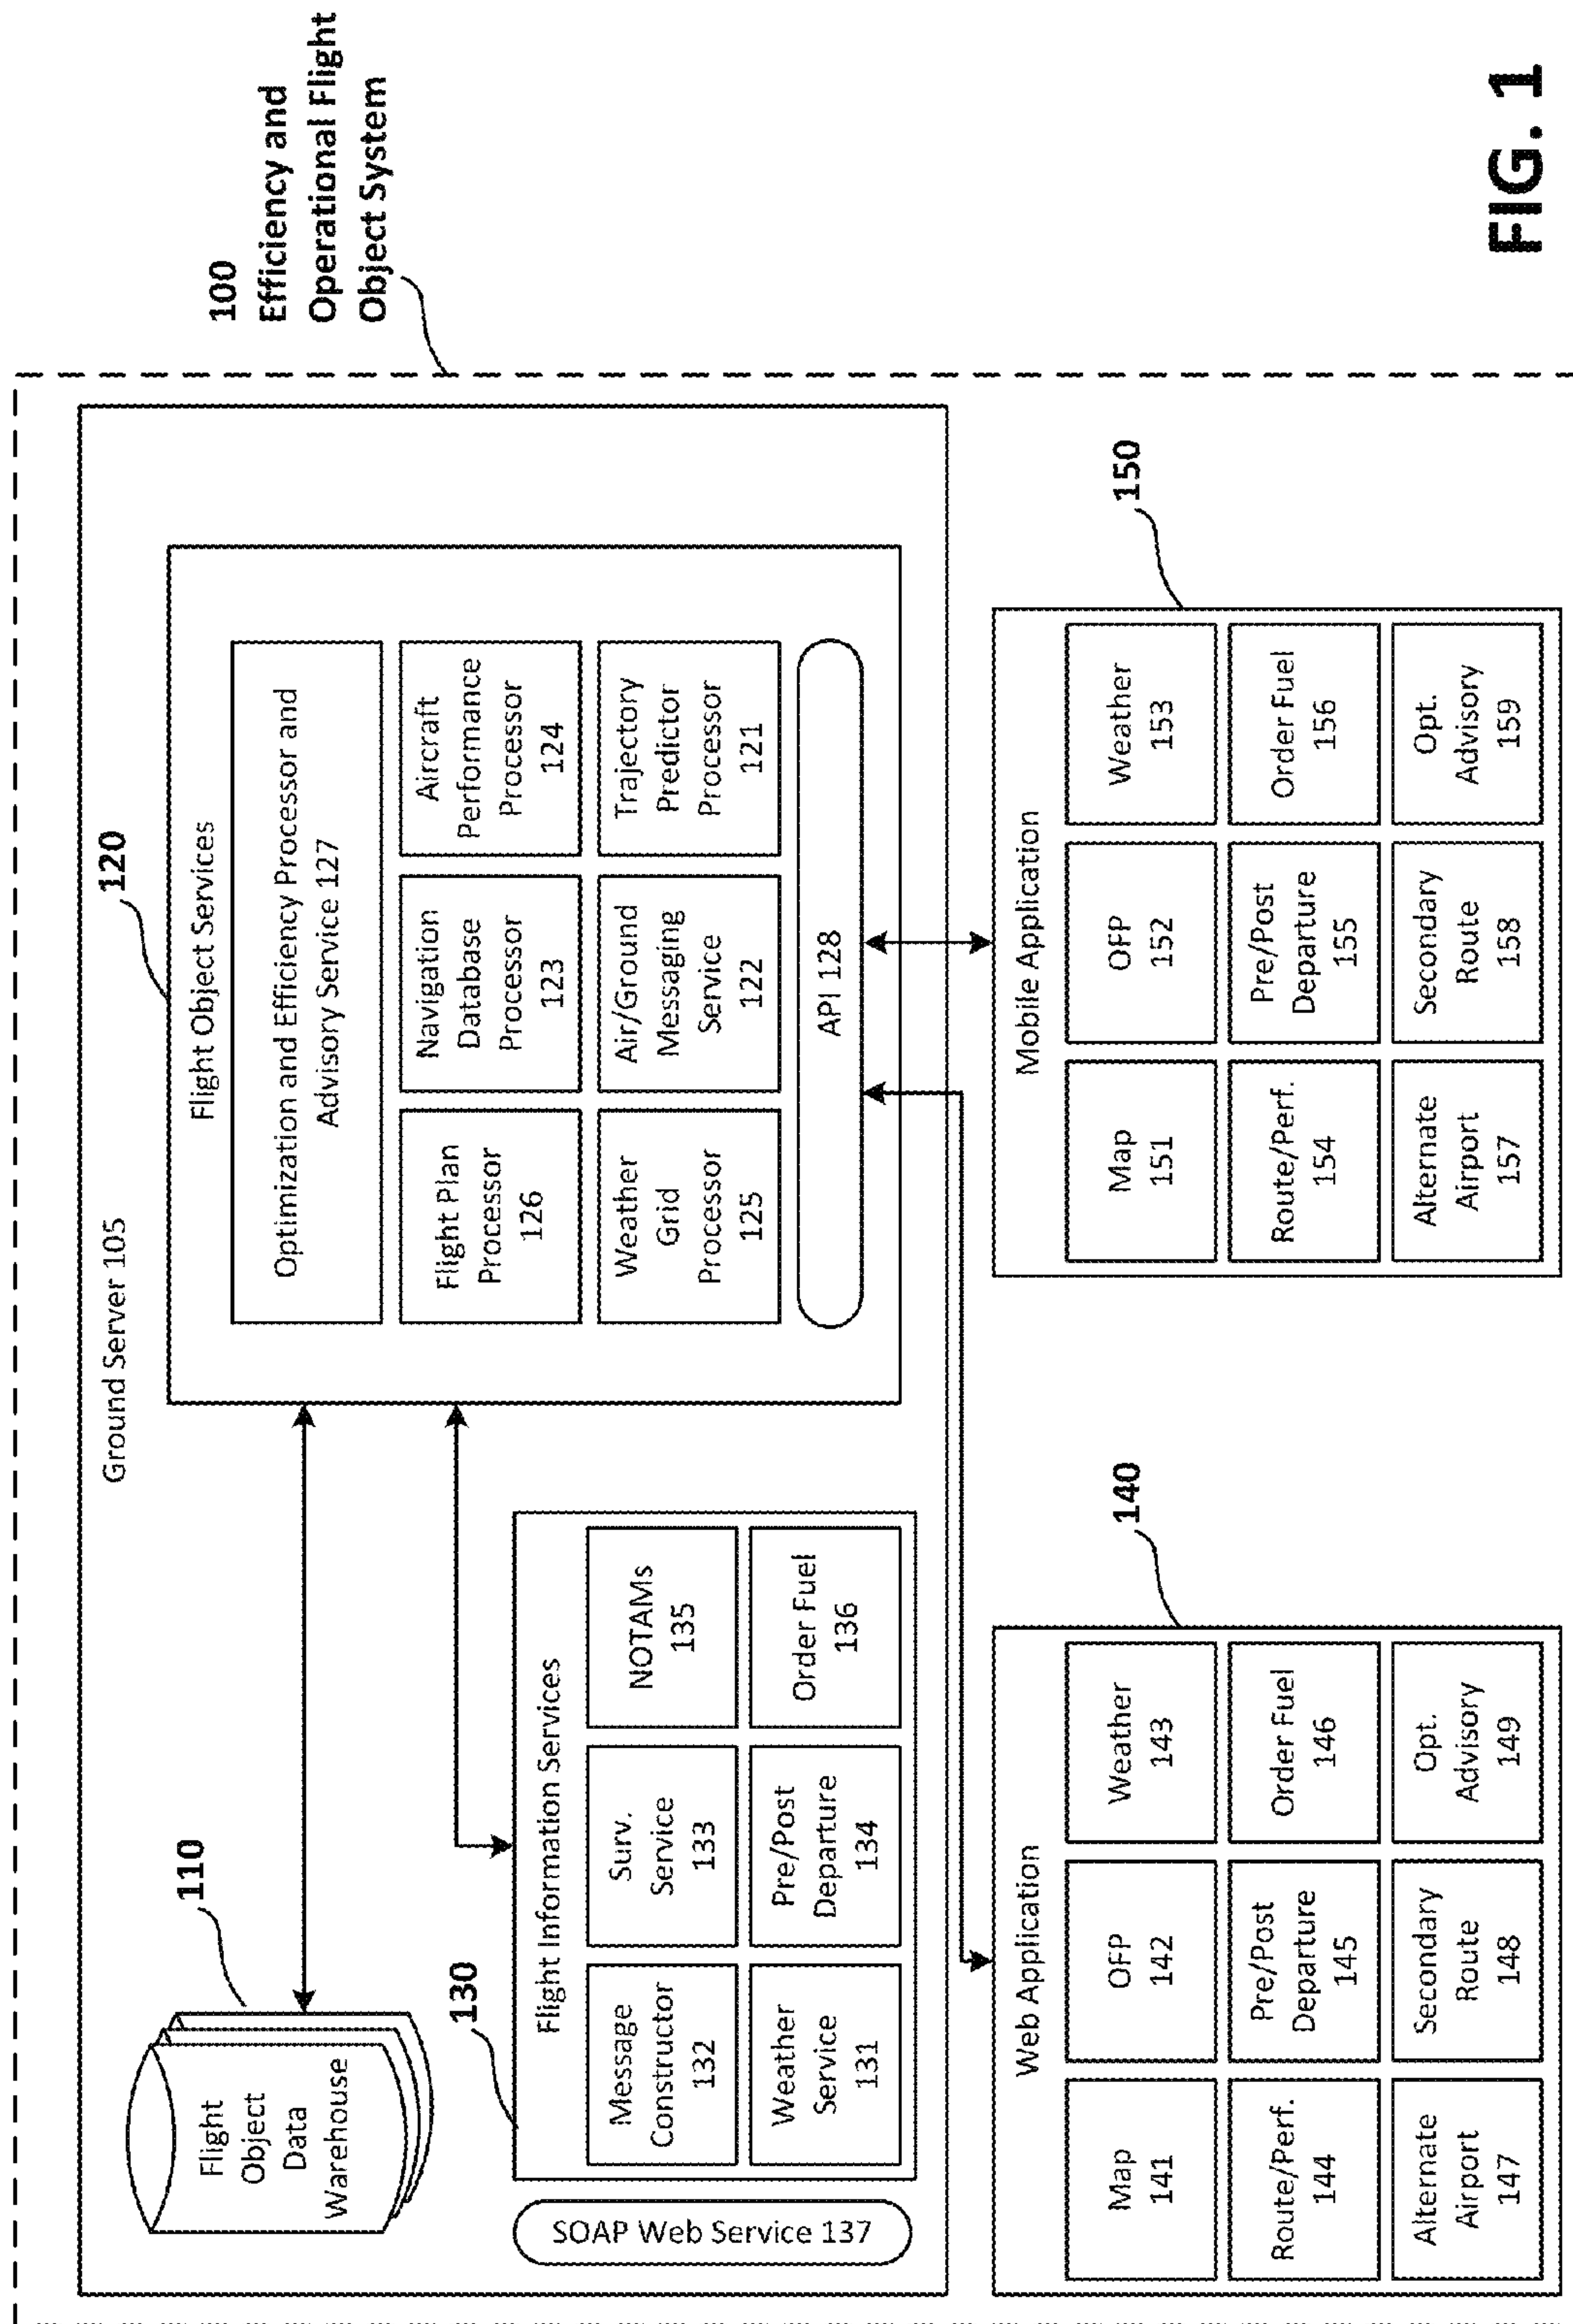 100
Efficiency and
Operational Flight
Object System
Ground Server 105
110
Flight
Object
Data
Warehouse
120
Flight Object Services
Optimization and Efficiency Processor and
Advisory Service 127
Flight Plan
Processor
126
Navigation
Database
Processor
123
Aircraft
Performance
Processor
124
Weather
Grid
Processor
125
Air/Ground
Messaging
Service
122
Trajectory
Predictor
Processor
121
API 128
130
Flight Information Services
Message
Constructor
132
Surv.
Service
133
NOTAMs
135
Weather
Service
131
Pre/Post
Departure
134
Order Fuel
136
SOAP Web Service 137
140
Web Application
Map
141
OFP
142
Weather
143
Route/Perf.
144
Pre/Post
Departure
145
Order Fuel
146
Alternate
Airport
147
Secondary
Route
148
Opt.
Advisory
149
150
Mobile Application
Map
151
OFP
152
Weather
153
Route/Perf.
154
Pre/Post
Departure
155
Order Fuel
156
Alternate
Airport
157
Secondary
Route
158
Opt.
Advisory
159
FIG. 1